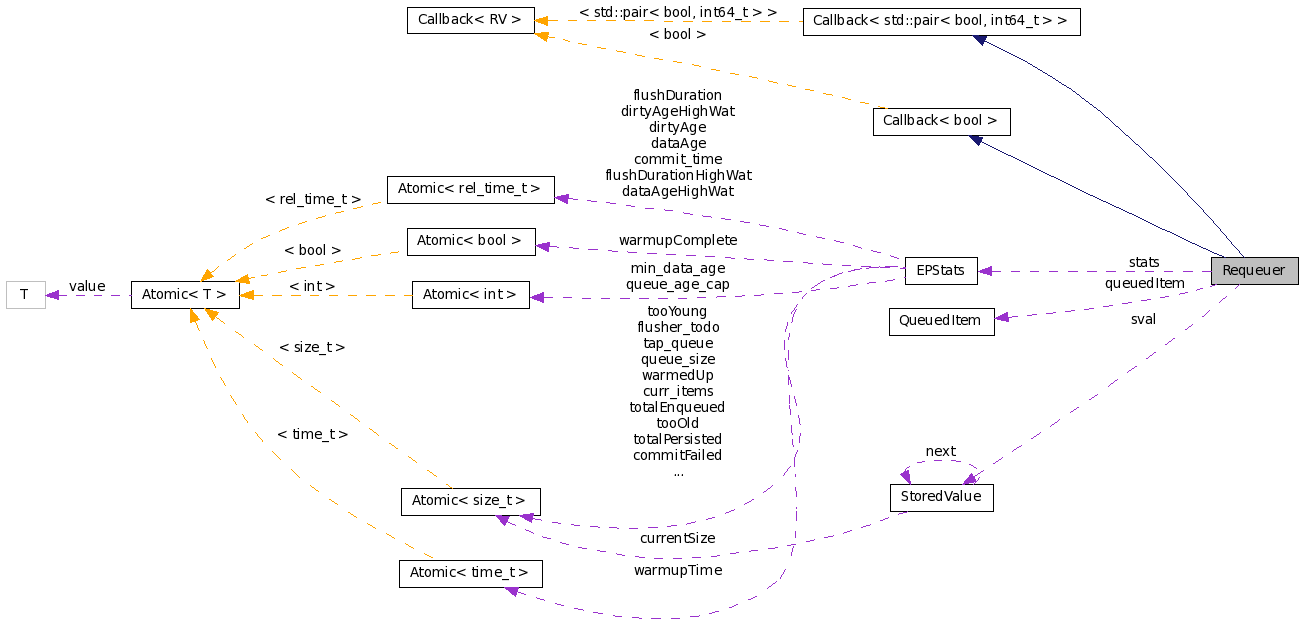 Callback< RV >
< std::pair< bool, int64_t > >
Callback< std::pair< bool, int64_t > >
< bool >
flushDuration
dirtyAgeHighWat
dirtyAge
dataAge
commit_time
flushDurationHighWat
dataAgeHighWat
Callback< bool >
Atomic< rel_time_t >
< rel_time_t >
Atomic< bool >
< bool >
warmupComplete
EPStats
stats
queuedItem
Requeuer
T
value
Atomic< T >
< int >
Atomic< int >
min_data_age
queue_age_cap
QueuedItem
sval
tooYoung
flusher_todo
tap_queue
queue_size
warmedUp
curr_items
totalEnqueued
tooOld
totalPersisted
commitFailed
...
< size_t >
< time_t >
next
Atomic< size_t >
StoredValue
currentSize
Atomic< time_t >
warmupTime